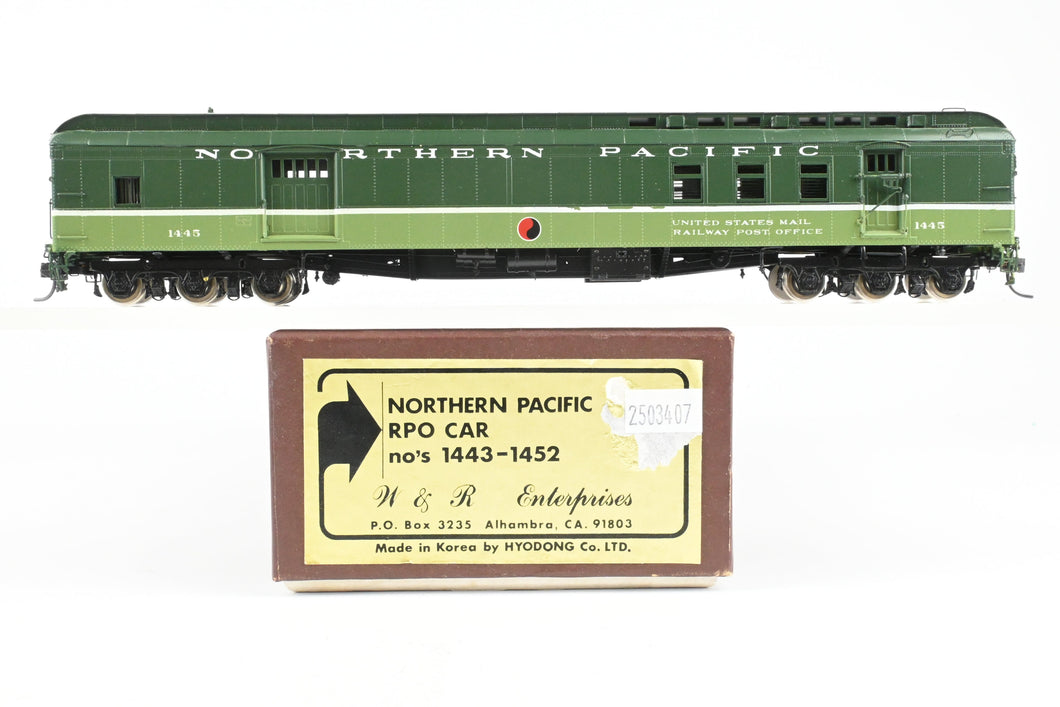 NORTHERN PACIFIC
1445
UNITED STATES MAIL
RAILWAY POST OFFICE
1445
NORTHERN PACIFIC
RPO CAR
no's 1443-1452
2503407
W & R Enterprises
P.O. Box 3235 Alhambra, CA. 91803
Made in Korea by HYODONG Co. LTD.